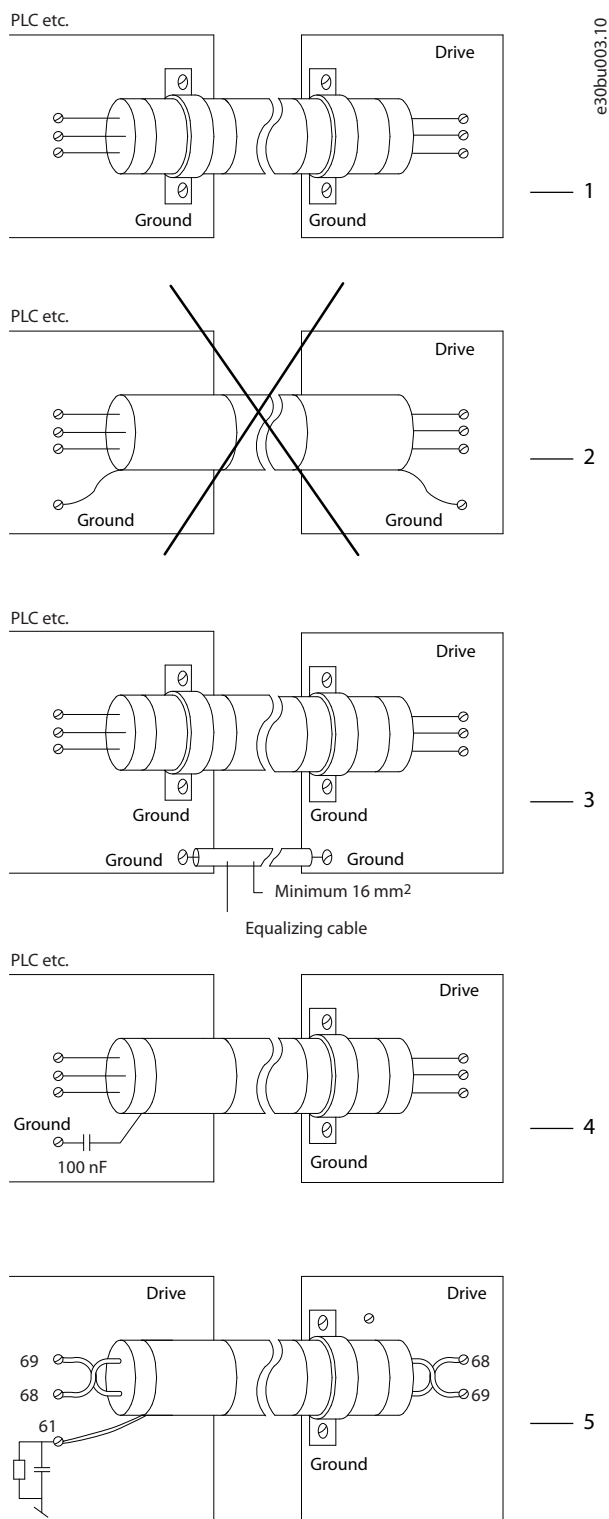 PLC etc.
Drive
e30bu003.10
Ground
Ground
1
PLC etc.
Drive
Ground
Ground
2
PLC etc.
Drive
Ground
Ground
3
Ground
Ground
Minimum 16 mm2
Equalizing cable
PLC etc.
Drive
Ground
100 nF
Ground
4
Drive
Drive
69
68
68
69
61
Ground
5